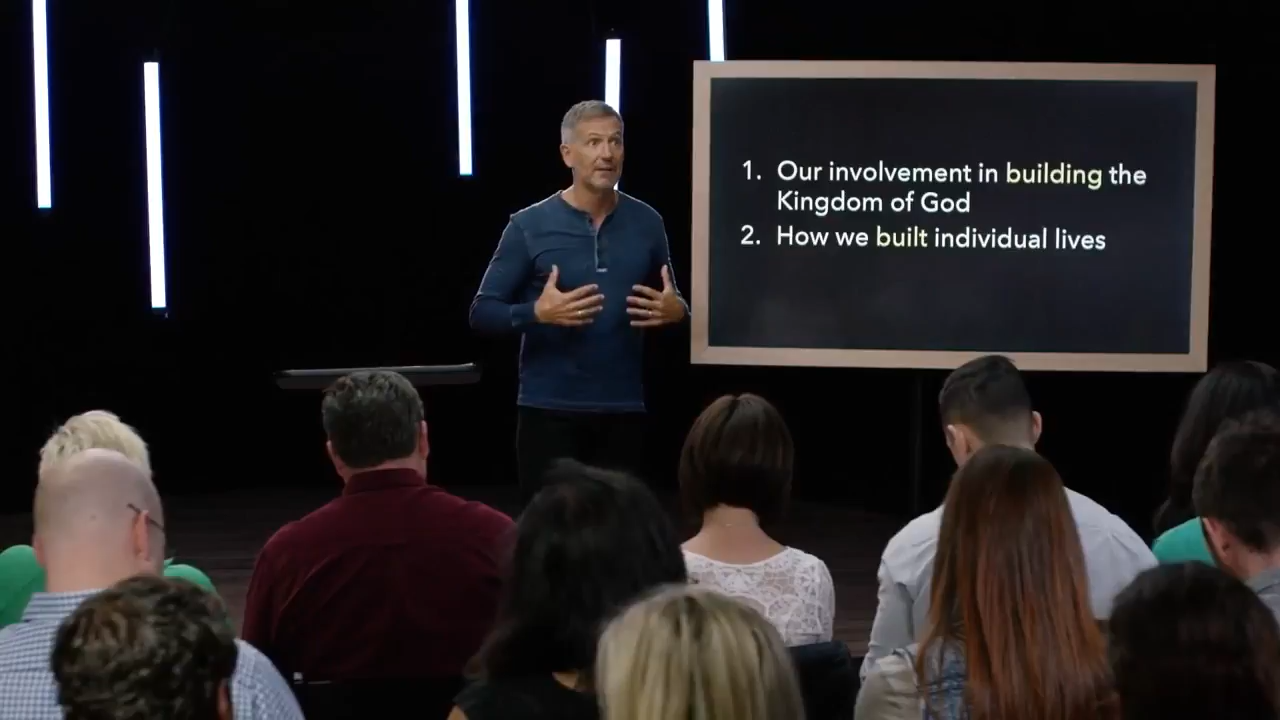 1. Our involvement in building the
Kingdom of God
2. How we built individual lives